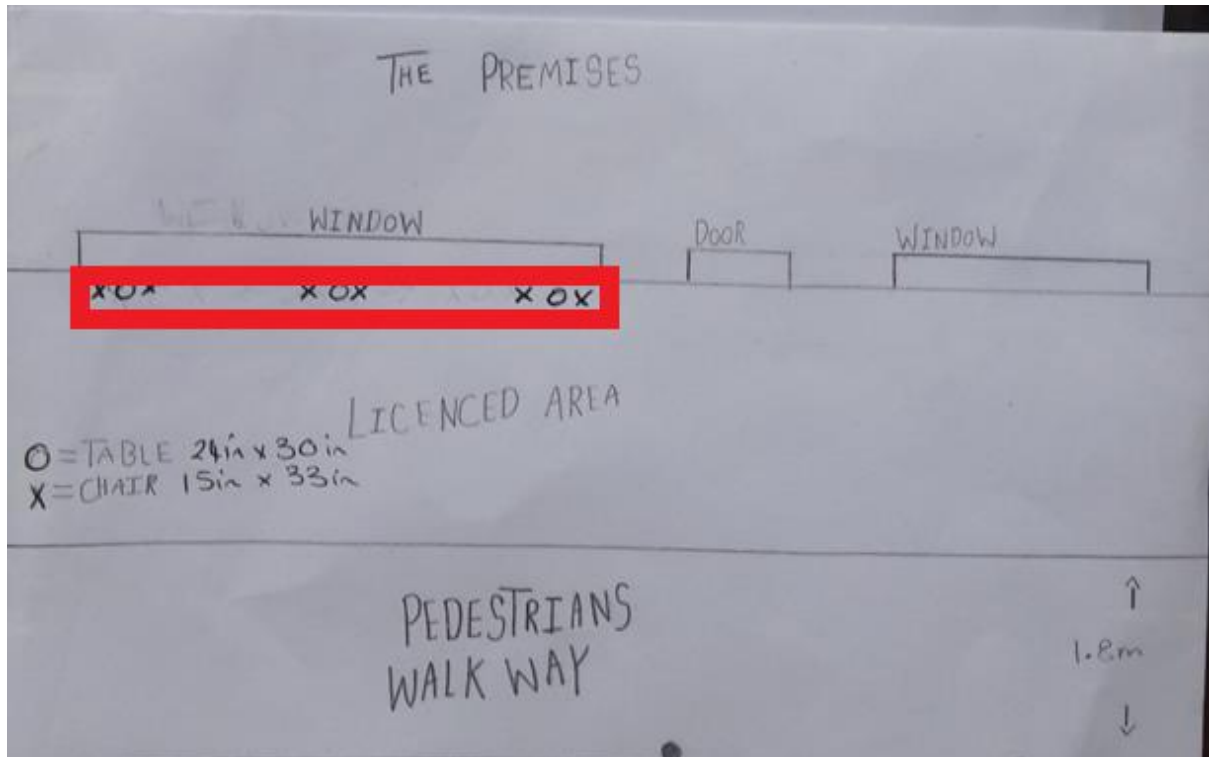 THE PREMISES
WINDOW
DOOR
WINDOW
XOX XOX XOX
LICENCED AREA
O = TABLE 24in x 30in
X = CHAIR 15in x 33in
PEDESTRIANS
WALK WAY
1.8m